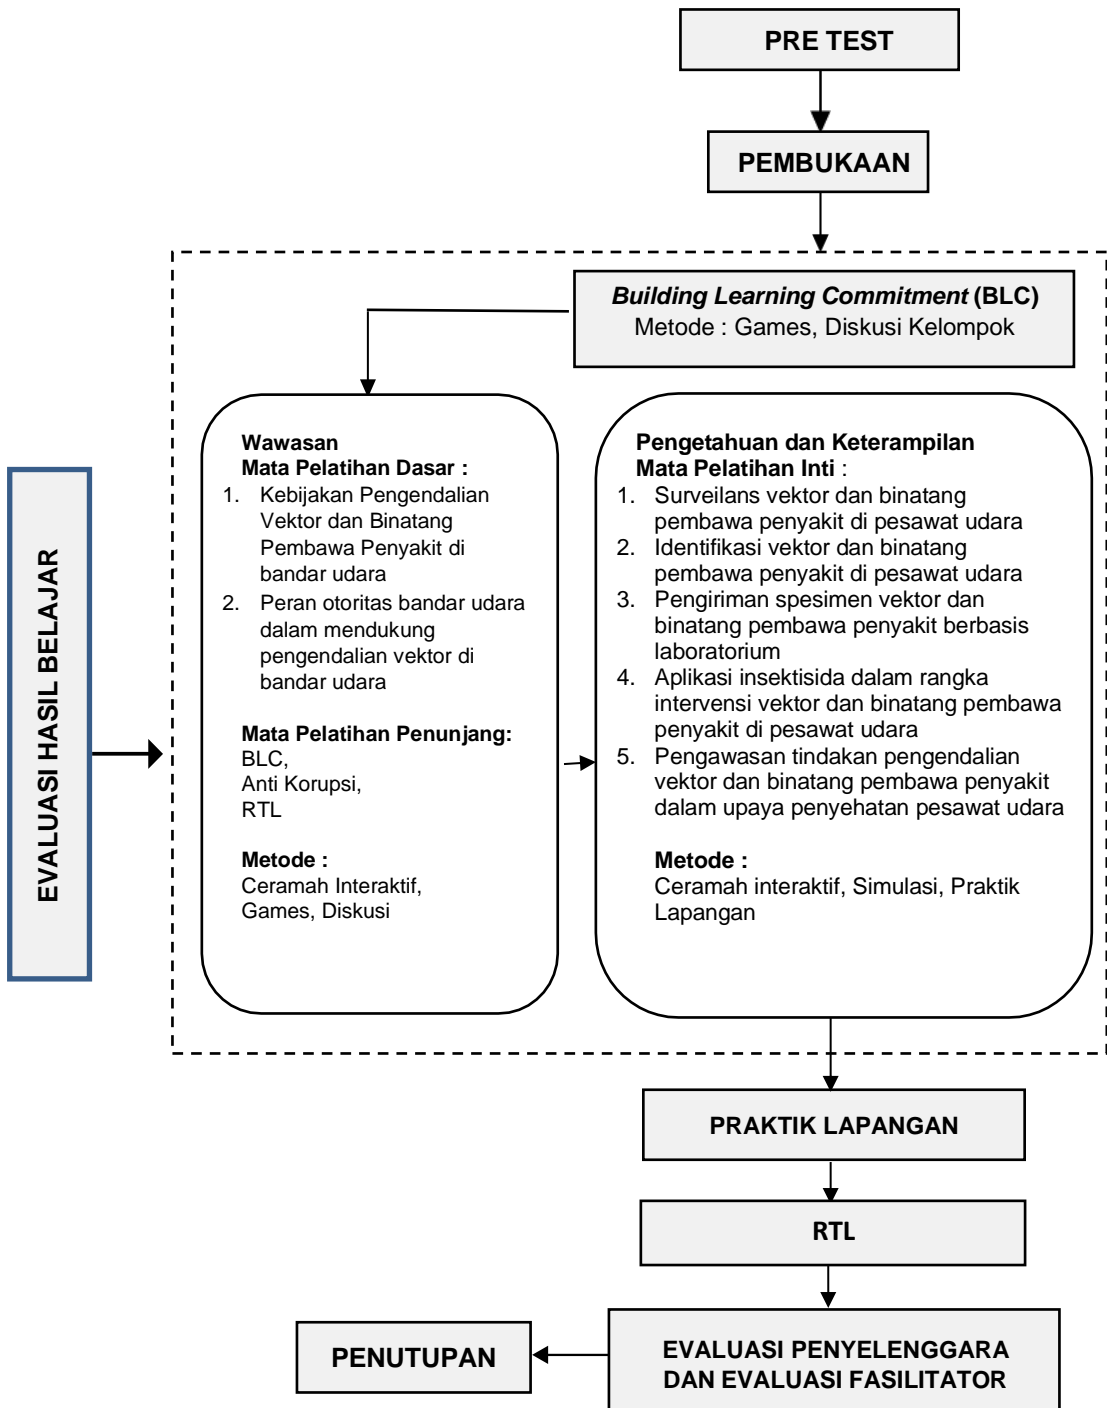 PRE TEST
PEMBUKAAN
Building Learning Commitment (BLC)
Metode : Games, Diskusi Kelompok
EVALUASI HASIL BELAJAR
Wawasan
Mata Pelatihan Dasar :
1. Kebijakan Pengendalian
Vektor dan Binatang
Pembawa Penyakit di
bandar udara
2. Peran otoritas bandar udara
dalam mendukung
pengendalian vektor di
bandar udara
Mata Pelatihan Penunjang:
BLC,
Anti Korupsi,
RTL
Metode :
Ceramah Interaktif,
Games, Diskusi
Pengetahuan dan Keterampilan
Mata Pelatihan Inti :
1. Surveilans vektor dan binatang
pembawa penyakit di pesawat udara
2. Identifikasi vektor dan binatang
pembawa penyakit di pesawat udara
3. Pengiriman spesimen vektor dan
binatang pembawa penyakit berbasis
laboratorium
4. Aplikasi insektisida dalam rangka
intervensi vektor dan binatang pembawa
penyakit di pesawat udara
5. Pengawasan tindakan pengendalian
vektor dan binatang pembawa penyakit
dalam upaya penyehatan pesawat udara
Metode :
Ceramah interaktif, Simulasi, Praktik
Lapangan
PRAKTIK LAPANGAN
RTL
EVALUASI PENYELENGGARA
DAN EVALUASI FASILITATOR
PENUTUPAN